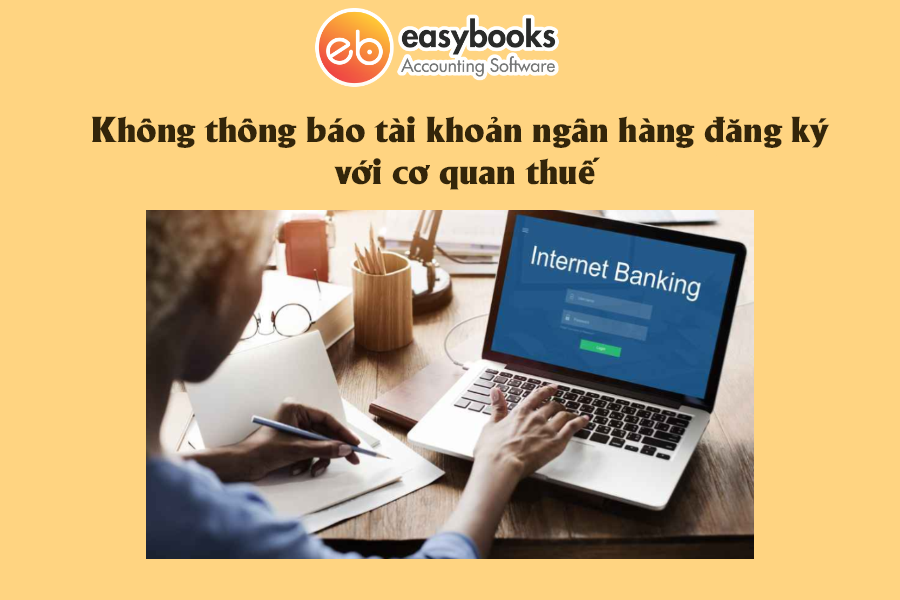 eb easybooks
Accounting Software
Không thông báo tài khoản ngân hàng đăng ký
với cơ quan thuế
Internet Banking
Login